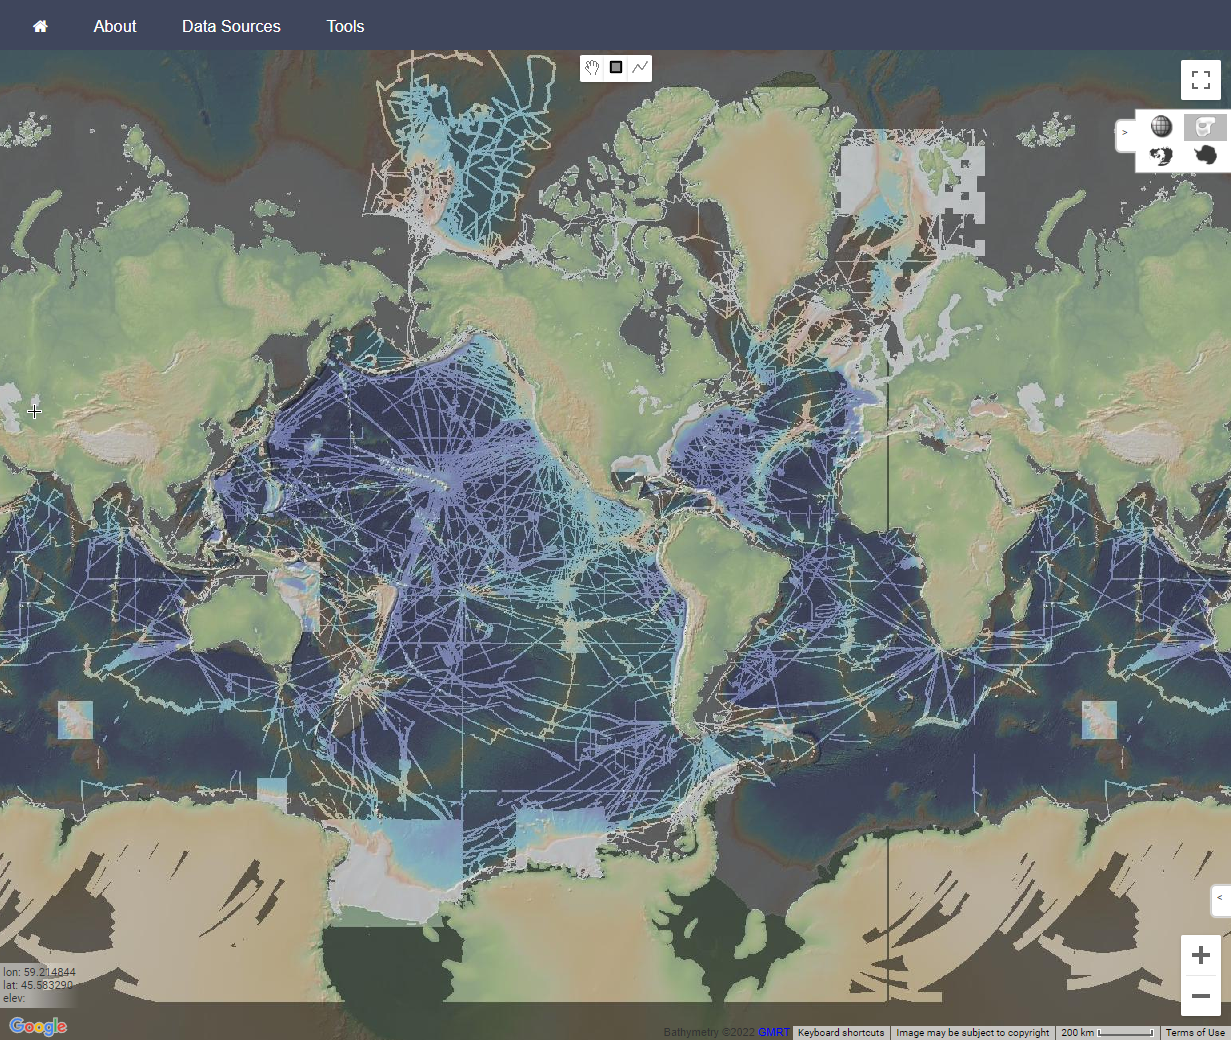 About Data Sources Tools
>
<
lon: 59.214844
lat: 45.583290
elev:
Google
Bathymetry ©2022 GMRT Keyboard shortcuts Image may be subject to copyright 200 km Terms of Use